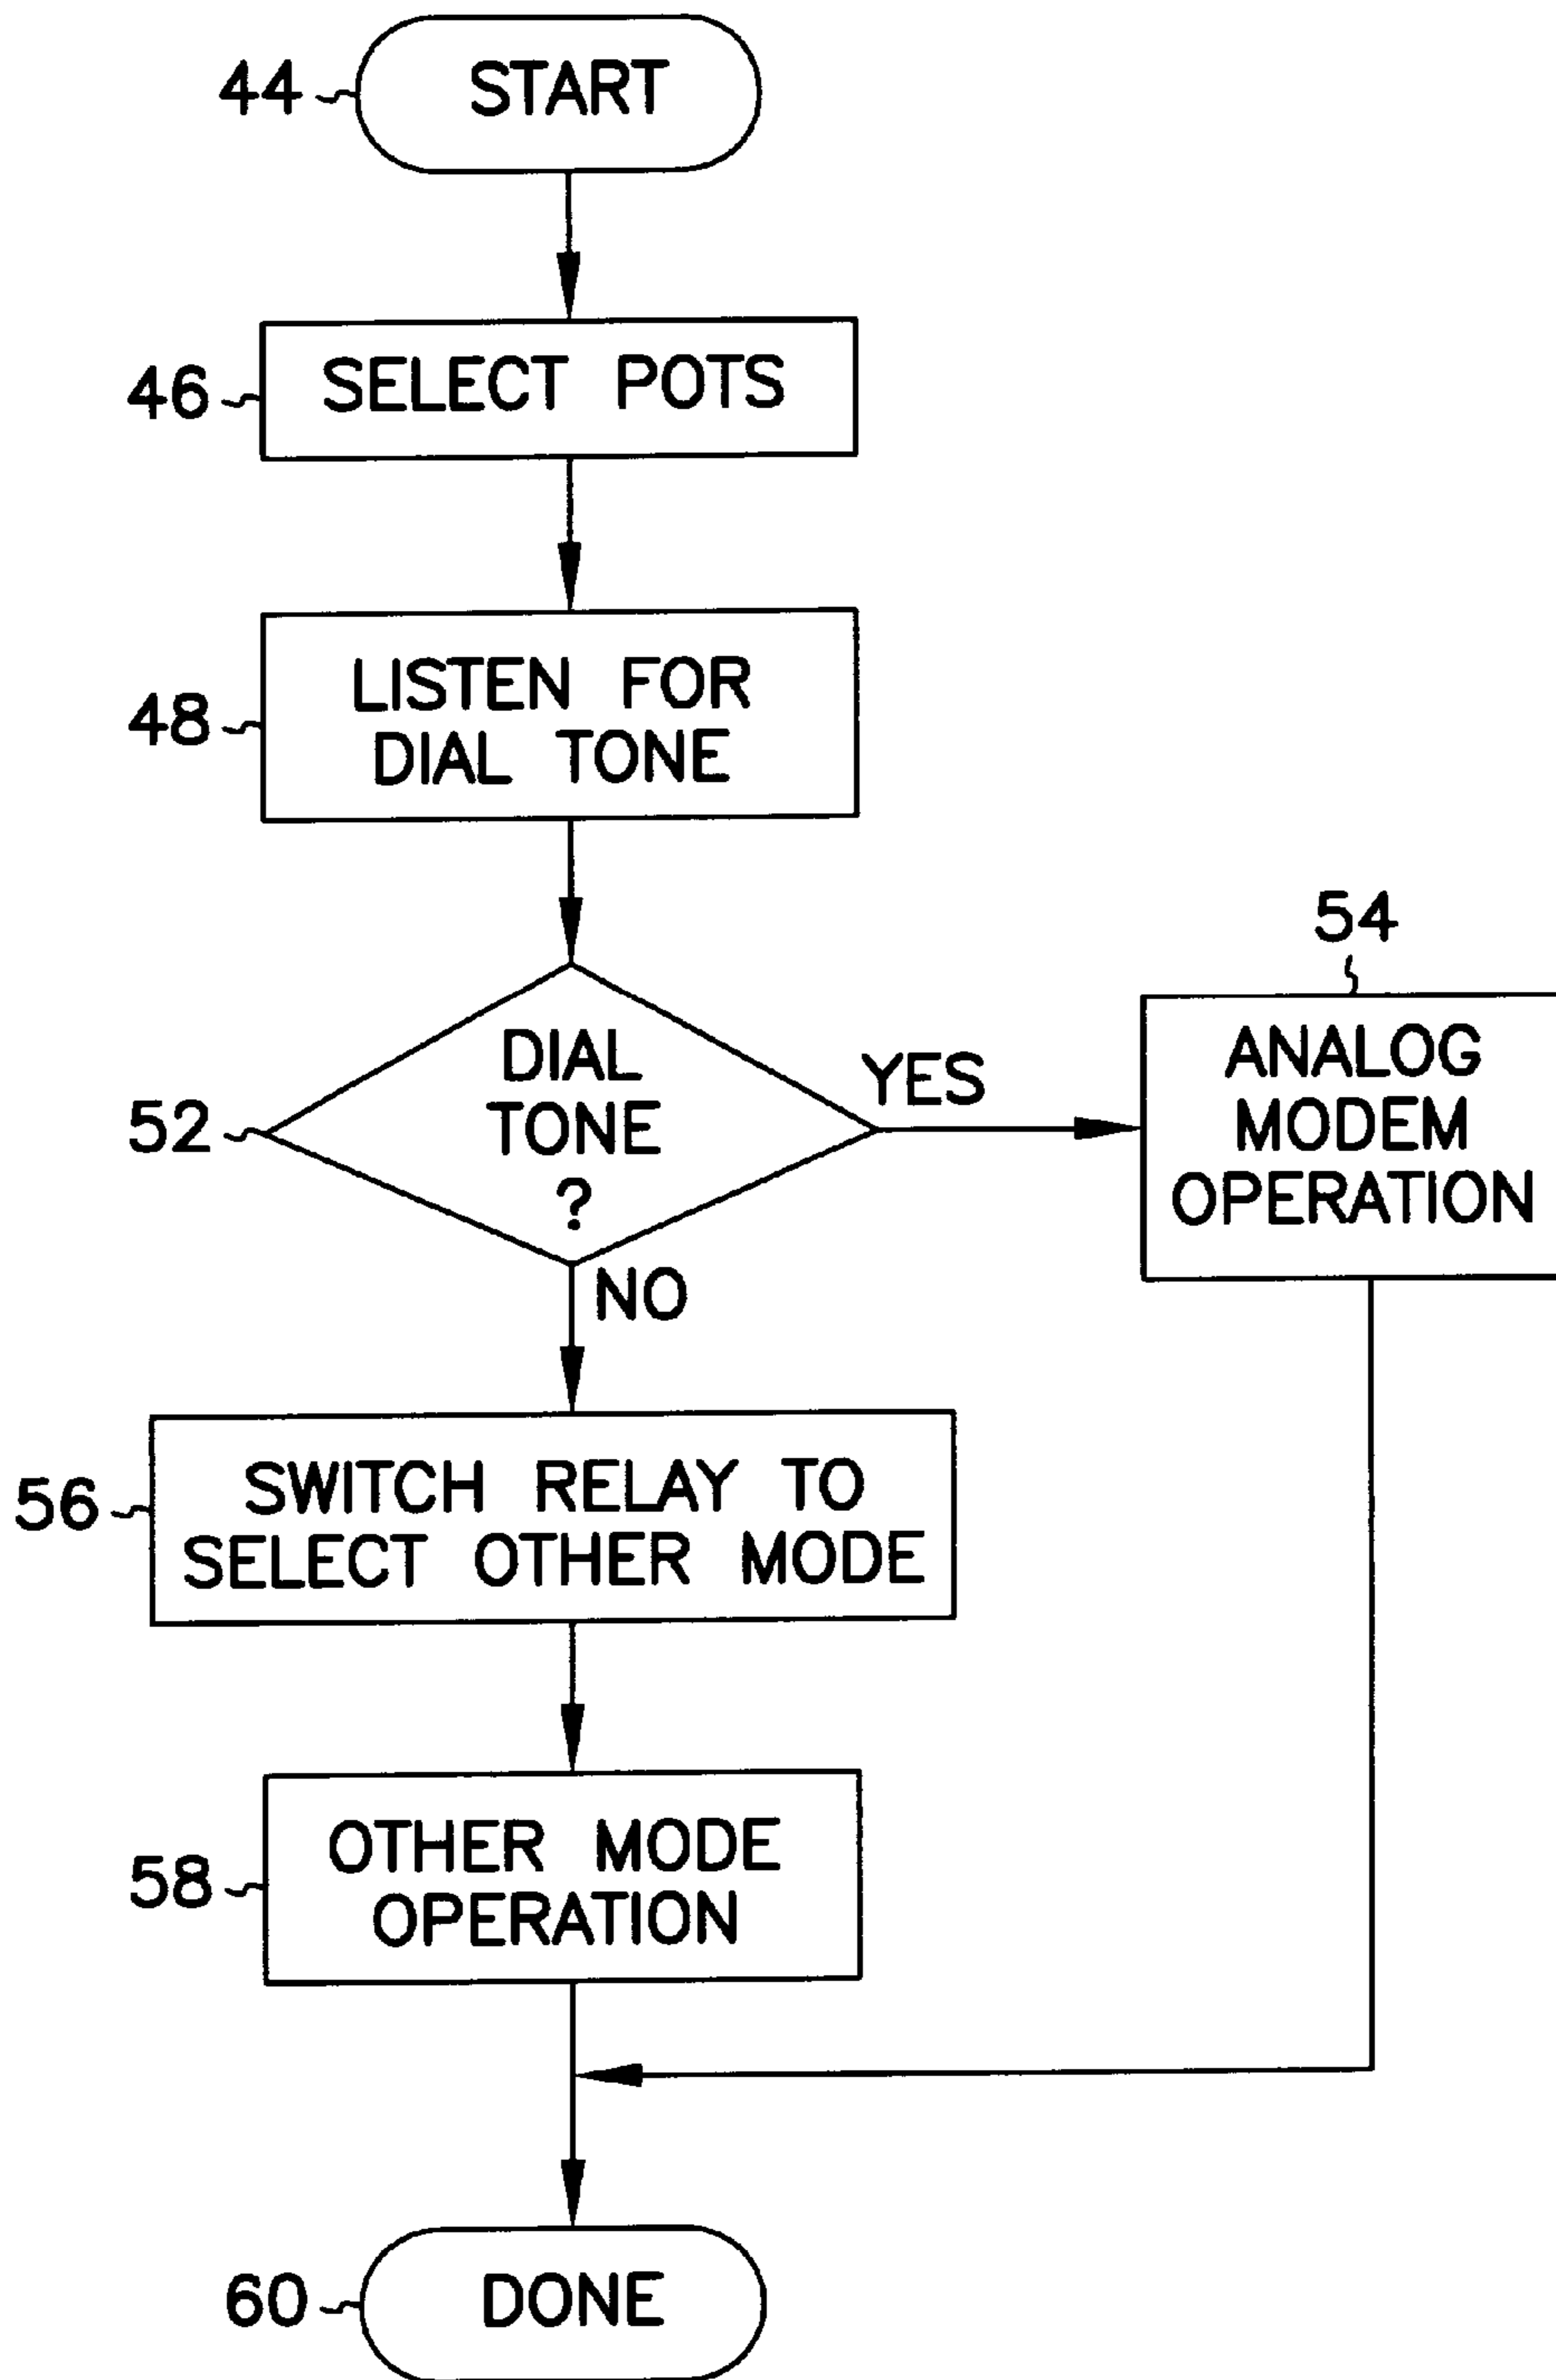 44 START
46 SELECT POTS
48 LISTEN FOR
DIAL TONE
54
52 DIAL
TONE
?
YES
ANALOG
MODEM
OPERATION
NO
56 SWITCH RELAY TO
SELECT OTHER MODE
58 OTHER MODE
OPERATION
60 DONE